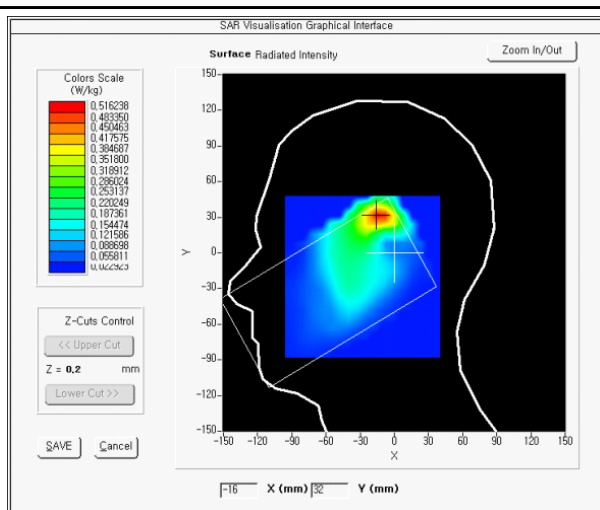 SAR Visualisation Graphical Interface
Surface Radiated Intensity
Zoom In/Out
Colors Scale
(W/kg)
0.516238
0.483350
0.450463
0.417575
0.384687
0.351800
0.318912
0.286024
0.253137
0.220249
0.187361
0.154474
0.121586
0.088698
0.055811
0.022923
Z-Cuts Control
<< Upper Cut
Z = 0.2 mm
Lower Cut >>
SAVE Cancel
150
120
90
60
30
0
-30
-60
-90
-120
-150
Y
-150 -120 -90 -60 -30 0 30 60 90 120 150
X
-16 X (mm) 32 Y (mm)